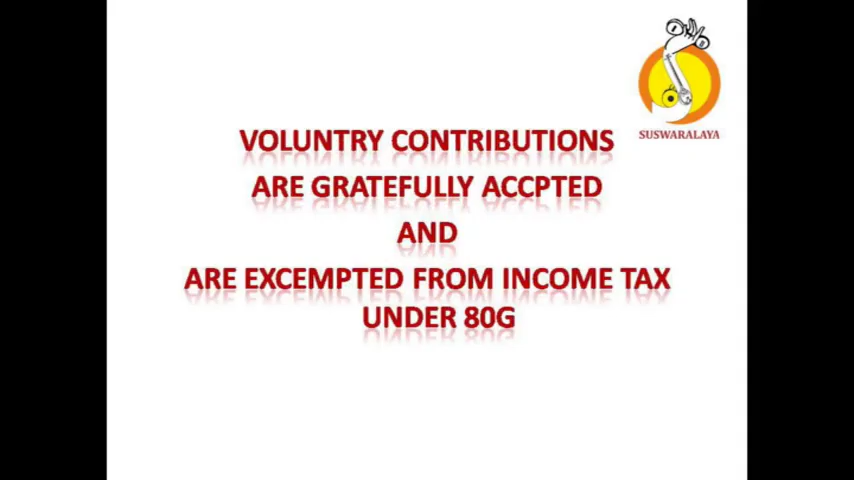 SUSWARALAYA
VOLUNTRY CONTRIBUTIONS
ARE GRATEFULLY ACCPTED
AND
ARE EXCEMPTED FROM INCOME TAX
UNDER 80G